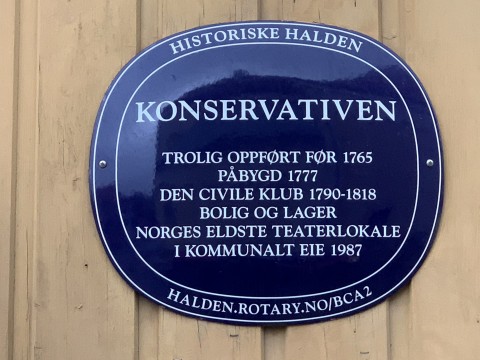 HISTORISKE HALDEN
KONSERVATIVEN
TROLIG OPPFØRT FØR 1765
PÅBYGD 1777
DEN CIVILE KLUB 1790-1818
BOLIG OG LAGER
NORGES ELDSTE TEATERLOKALE
I KOMMUNALT EIE 1987
HALDEN.ROTARY.NO/BCA2